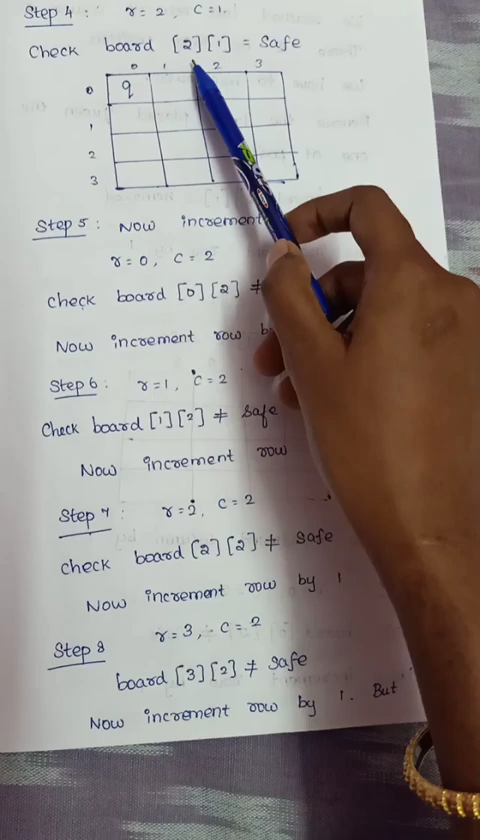 Step 4: r=2, C=1
Check board [2][1] = Safe
0 1 2 3
0 q
1
2
3
Step 5: Now increment
r=0, C=2
check board [0][2] ≠
Now increment row b
Step 6: r=1, C=2
Check board [1][2] ≠ Safe
Now increment row
Step 7: r=2, C=2
check board [2][2] ≠ Safe
Now increment row by 1
r=3, C=2
Step 8
board [3][2] ≠ Safe
Now increment row by 1. But